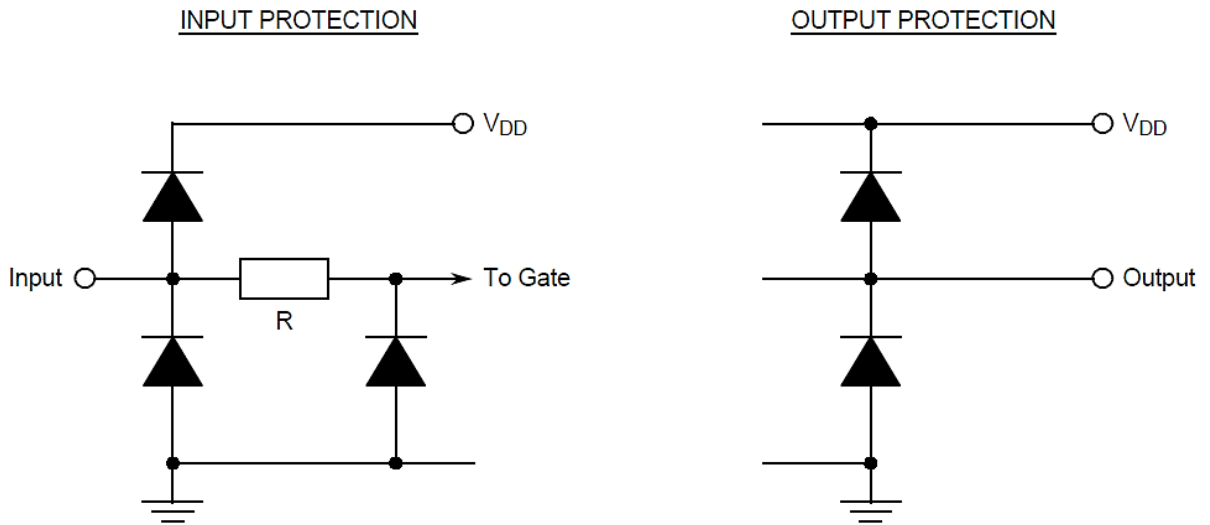 INPUT PROTECTION
OUTPUT PROTECTION
VDD
VDD
Input
R
To Gate
Output